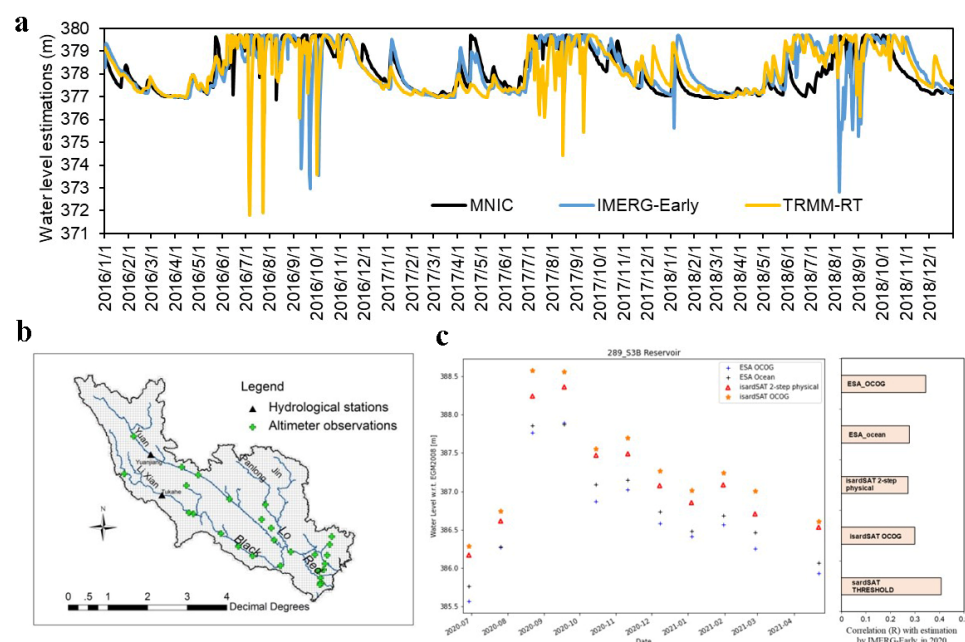 a
Water level estimations (m)
380
379
378
377
376
375
374
373
372
371
MNIC
IMERG-Early
TRMM-RT
2016/1/1
2016/2/1
2016/3/1
2016/4/1
2016/5/1
2016/6/1
2016/7/1
2016/8/1
2016/9/1
2016/10/1
2016/11/1
2016/12/1
2017/1/1
2017/2/1
2017/3/1
2017/4/1
2017/5/1
2017/6/1
2017/7/1
2017/8/1
2017/9/1
2017/10/1
2017/11/1
2017/12/1
2018/1/1
2018/2/1
2018/3/1
2018/4/1
2018/5/1
2018/6/1
2018/7/1
2018/8/1
2018/9/1
2018/10/1
2018/11/1
2018/12/1
b
Legend
Hydrological stations
Altimeter observations
Yuan
Yuanjiang
Li Xian
Tukahe
Panlong
Jin
Lo
Black
Red
N
0 .5 1 2 3 4
Decimal Degrees
c
289_S3B Reservoir
ESA OCOG
ESA Ocean
isardSAT 2-step physical
isardSAT OCOG
Water Level w.r.t. EGM2008 [m]
388.5
388.0
387.5
387.0
386.5
386.0
385.5
2020-07
2020-08
2020-09
2020-10
2020-11
2020-12
2021-01
2021-02
2021-03
2021-04
Date
ESA_OCOG
ESA_ocean
isardSAT 2-step
physical
isardSAT OCOG
sardSAT
THRESHOLD
0 0.1 0.2 0.3 0.4 0.
Correlation (R) with estimation
by IMERG-Early, in 2020